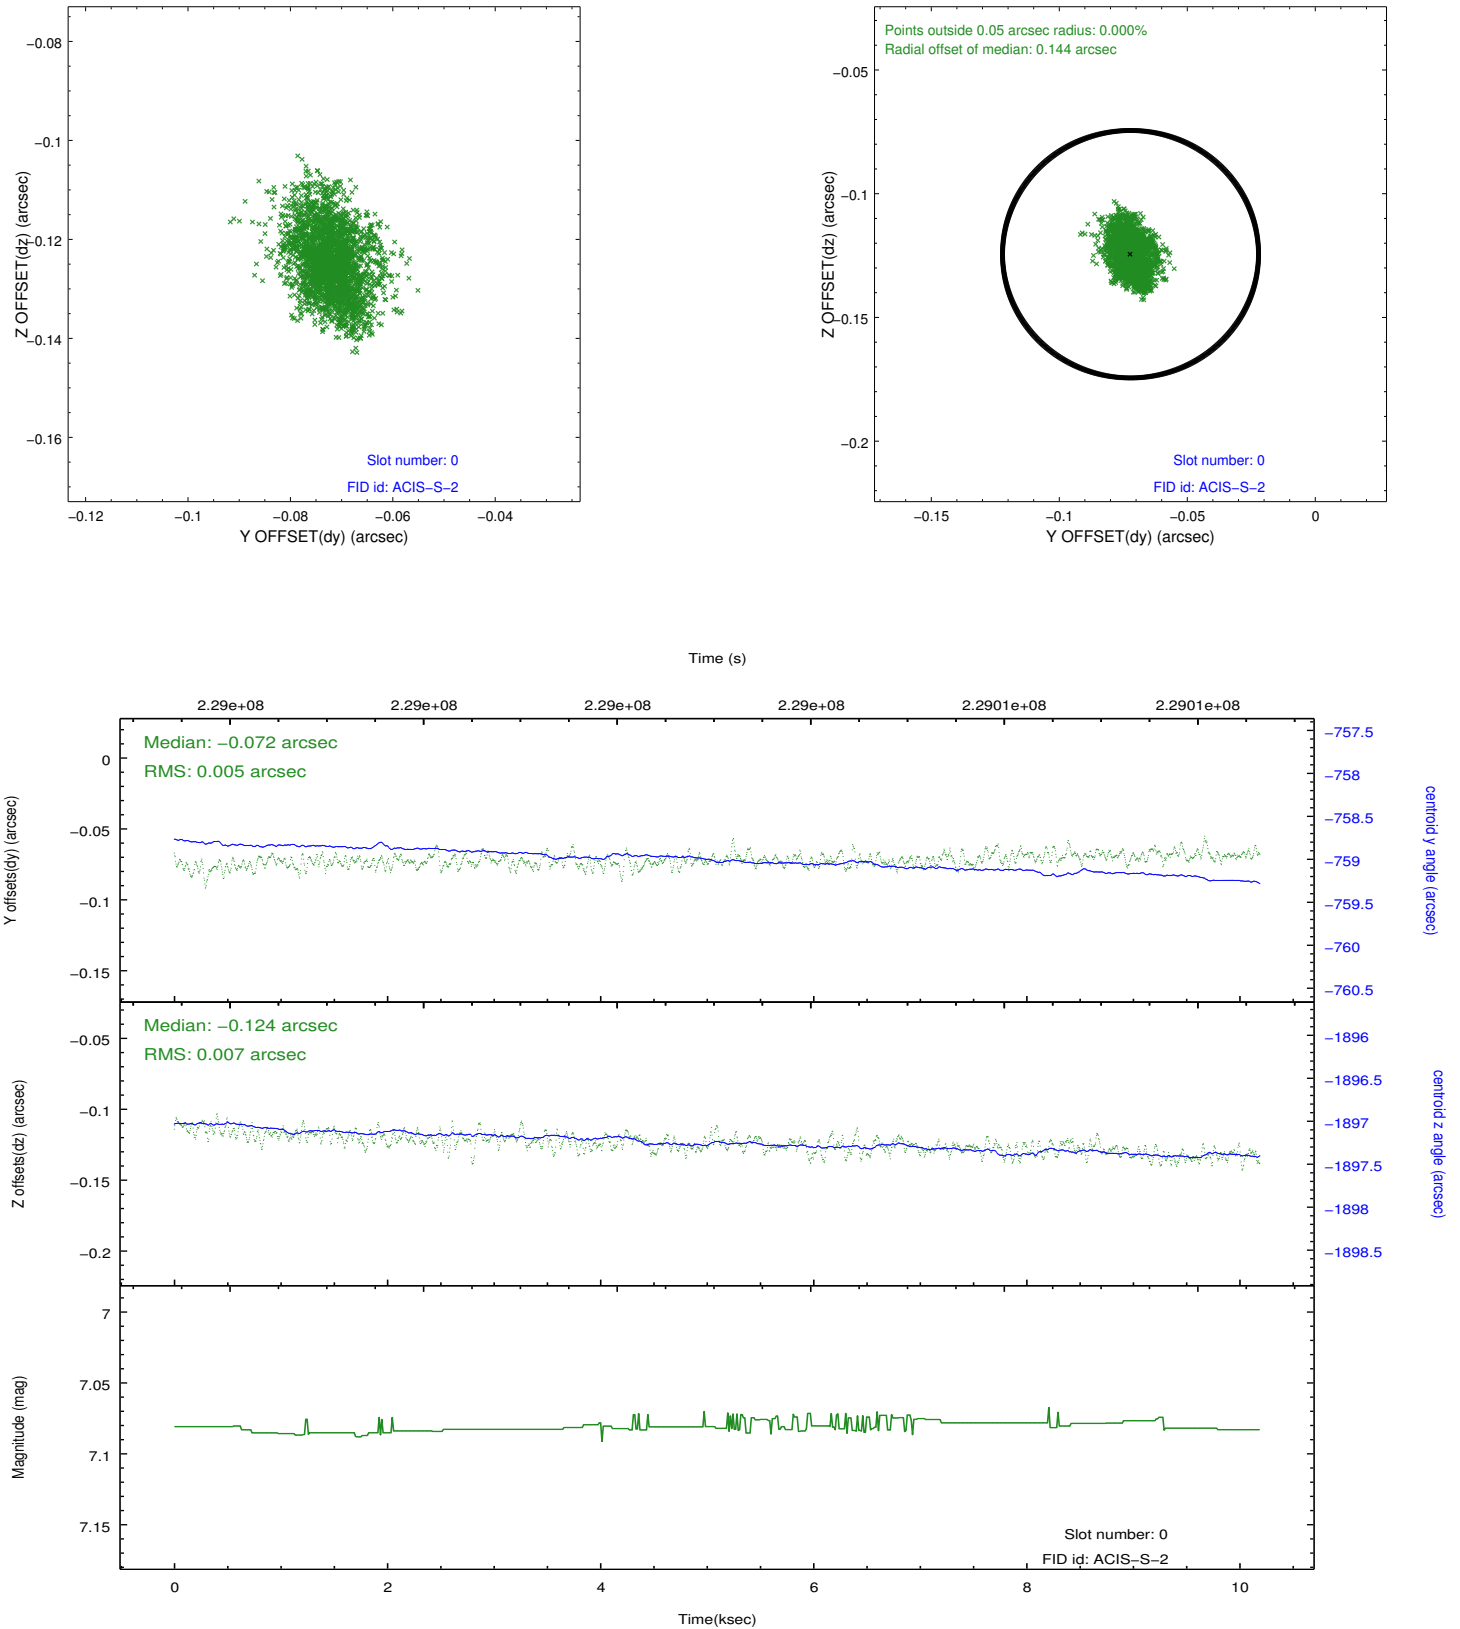 −0.08
−0.1
−0.12
−0.14
−0.16
Z OFFSET(dz) (arcsec)
Slot number: 0
FID id: ACIS−S−2
−0.12
−0.1
−0.08
−0.06
−0.04
Y OFFSET(dy) (arcsec)
Points outside 0.05 arcsec radius: 0.000%
Radial offset of median: 0.144 arcsec
−0.05
−0.1
−0.15
−0.2
Z OFFSET(dz) (arcsec)
Slot number: 0
FID id: ACIS−S−2
−0.15
−0.1
−0.05
0
Y OFFSET(dy) (arcsec)
Time (s)
2.29e+08
2.29e+08
2.29e+08
2.29e+08
2.2901e+08
2.2901e+08
Median: −0.072 arcsec
RMS: 0.005 arcsec
0
−0.05
−0.1
−0.15
Y offsets(dy) (arcsec)
−757.5
−758
−758.5
−759
−759.5
−760
−760.5
centroid y angle (arcsec)
Median: −0.124 arcsec
RMS: 0.007 arcsec
−0.05
−0.1
−0.15
−0.2
Z offsets(dz) (arcsec)
−1896
−1896.5
−1897
−1897.5
−1898
−1898.5
centroid z angle (arcsec)
7
7.05
7.1
7.15
Magnitude (mag)
Slot number: 0
FID id: ACIS−S−2
0
2
4
6
8
10
Time(ksec)